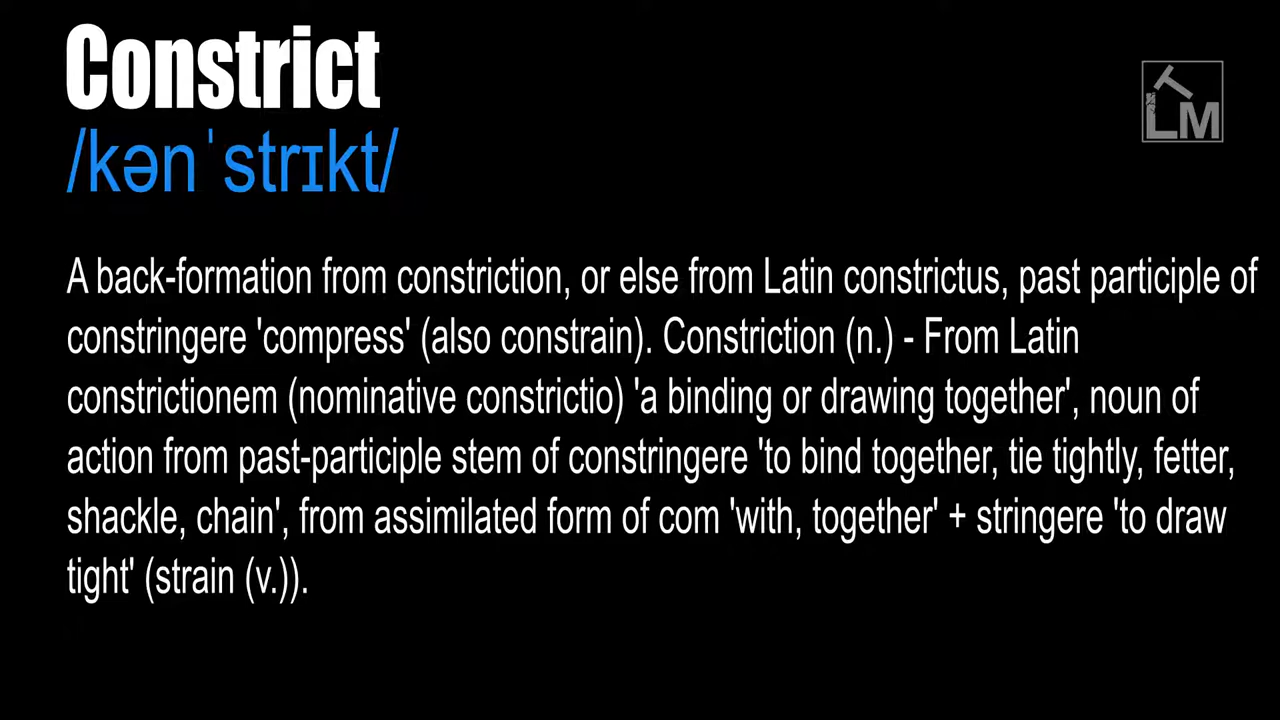 Constrict
/kənˈstrɪkt/
A back-formation from constriction, or else from Latin constrictus, past participle of
constringere 'compress' (also constrain). Constriction (n.) - From Latin
constrictionem (nominative constrictio) 'a binding or drawing together', noun of
action from past-participle stem of constringere 'to bind together, tie tightly, fetter,
shackle, chain', from assimilated form of com 'with, together' + stringere 'to draw
tight' (strain (v.)).
T
LM